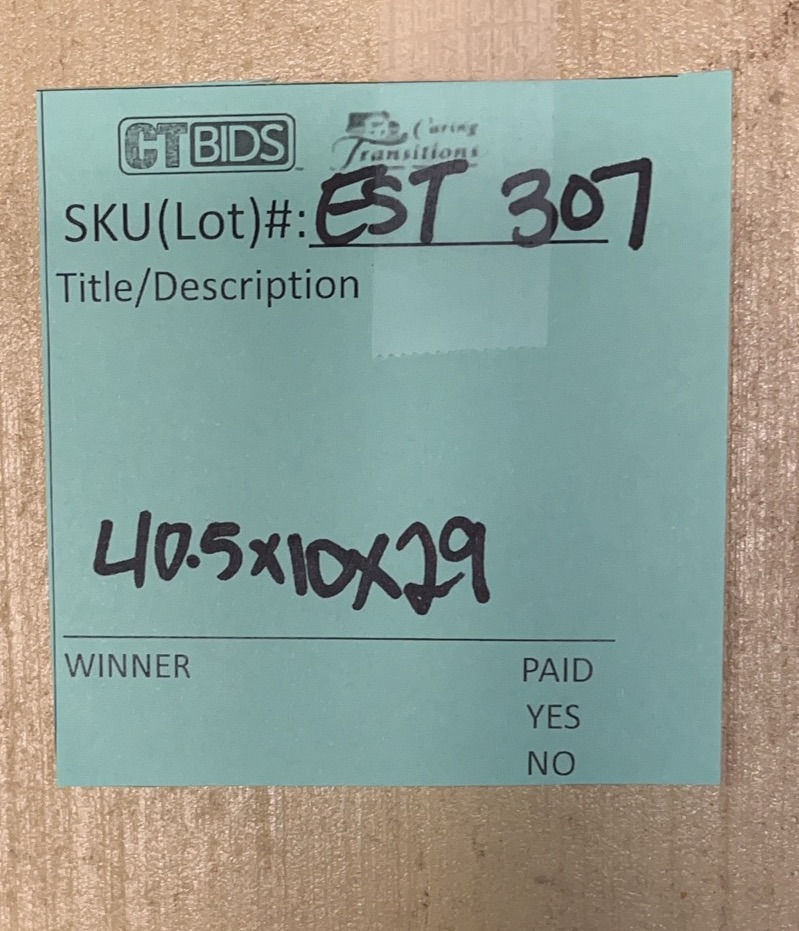 CTBIDS Caring
Transitions
SKU(Lot)#: EST 307
Title/Description
40.5x10x29
WINNER PAID
YES
NO